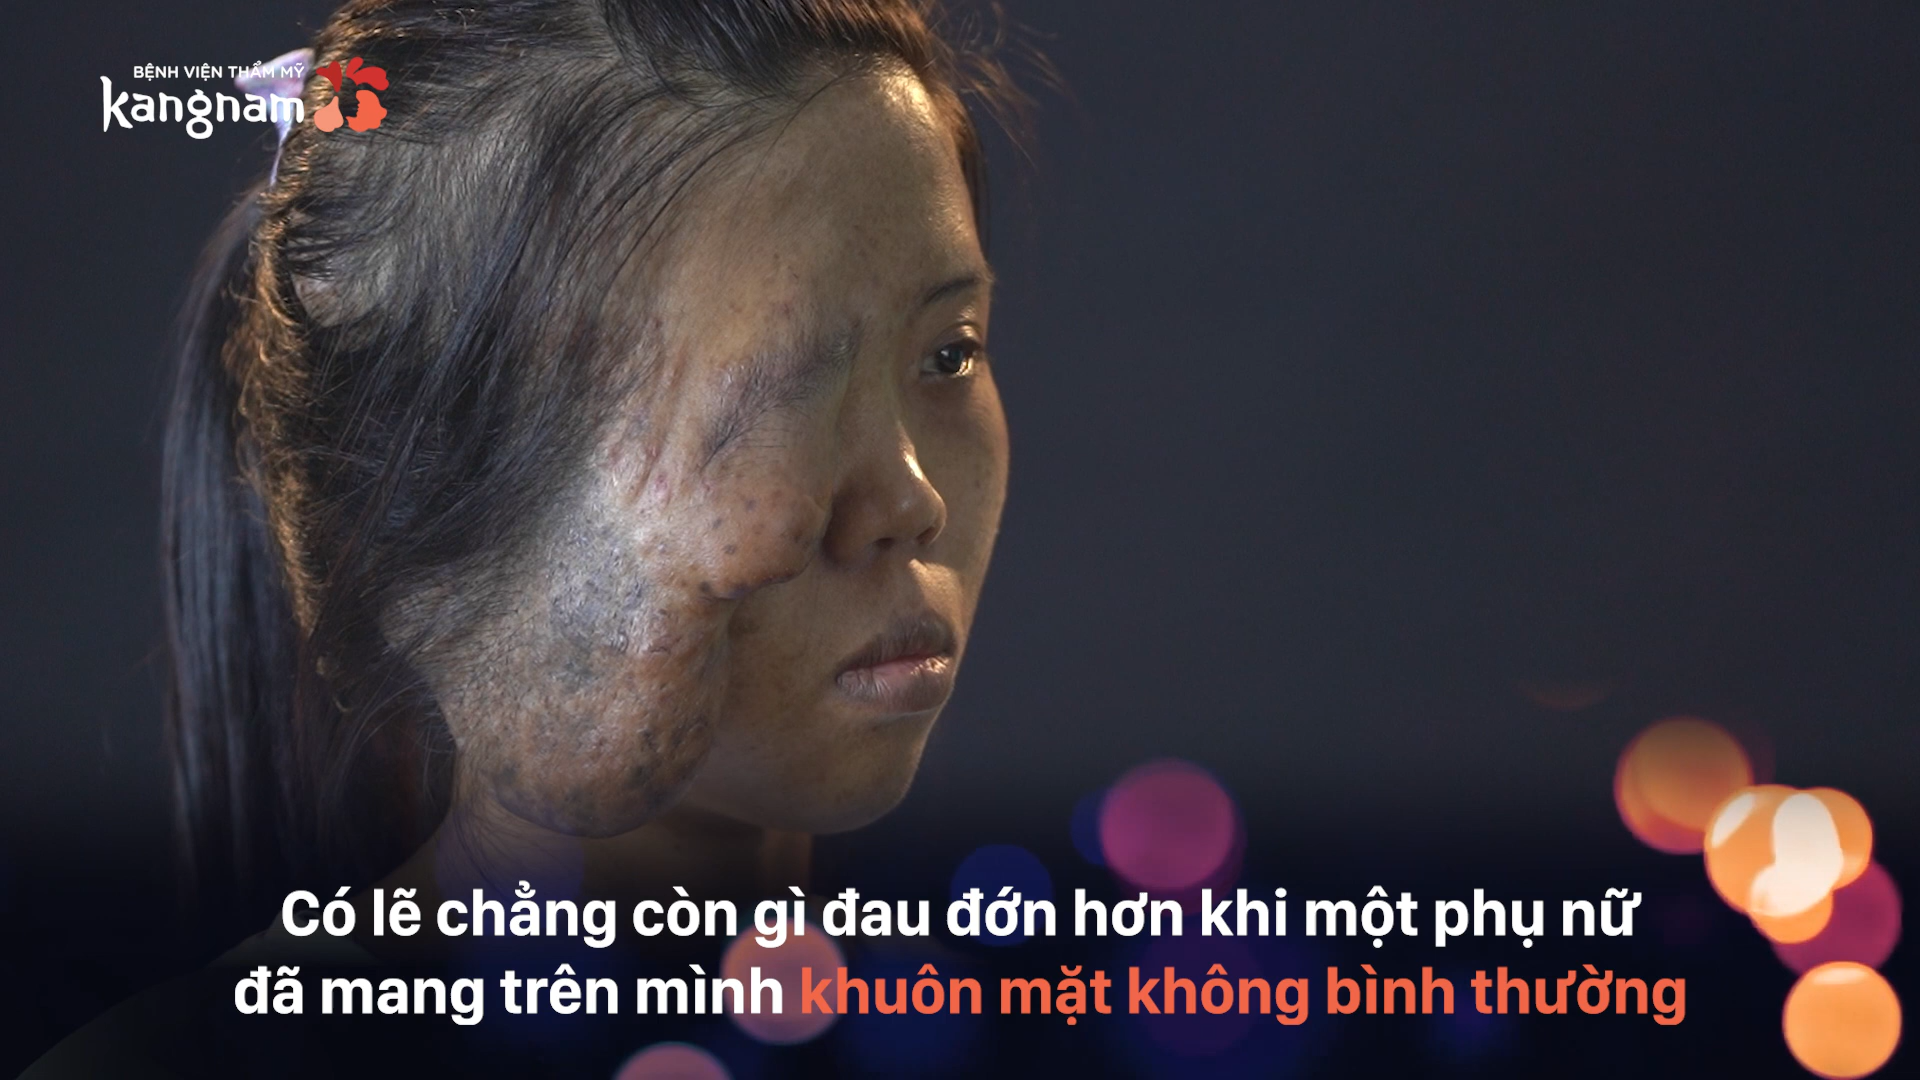 BỆNH VIỆN THẨM MỸ
kangnam
Có lẽ chẳng còn gì đau đớn hơn khi một phụ nữ
đã mang trên mình khuôn mặt không bình thường